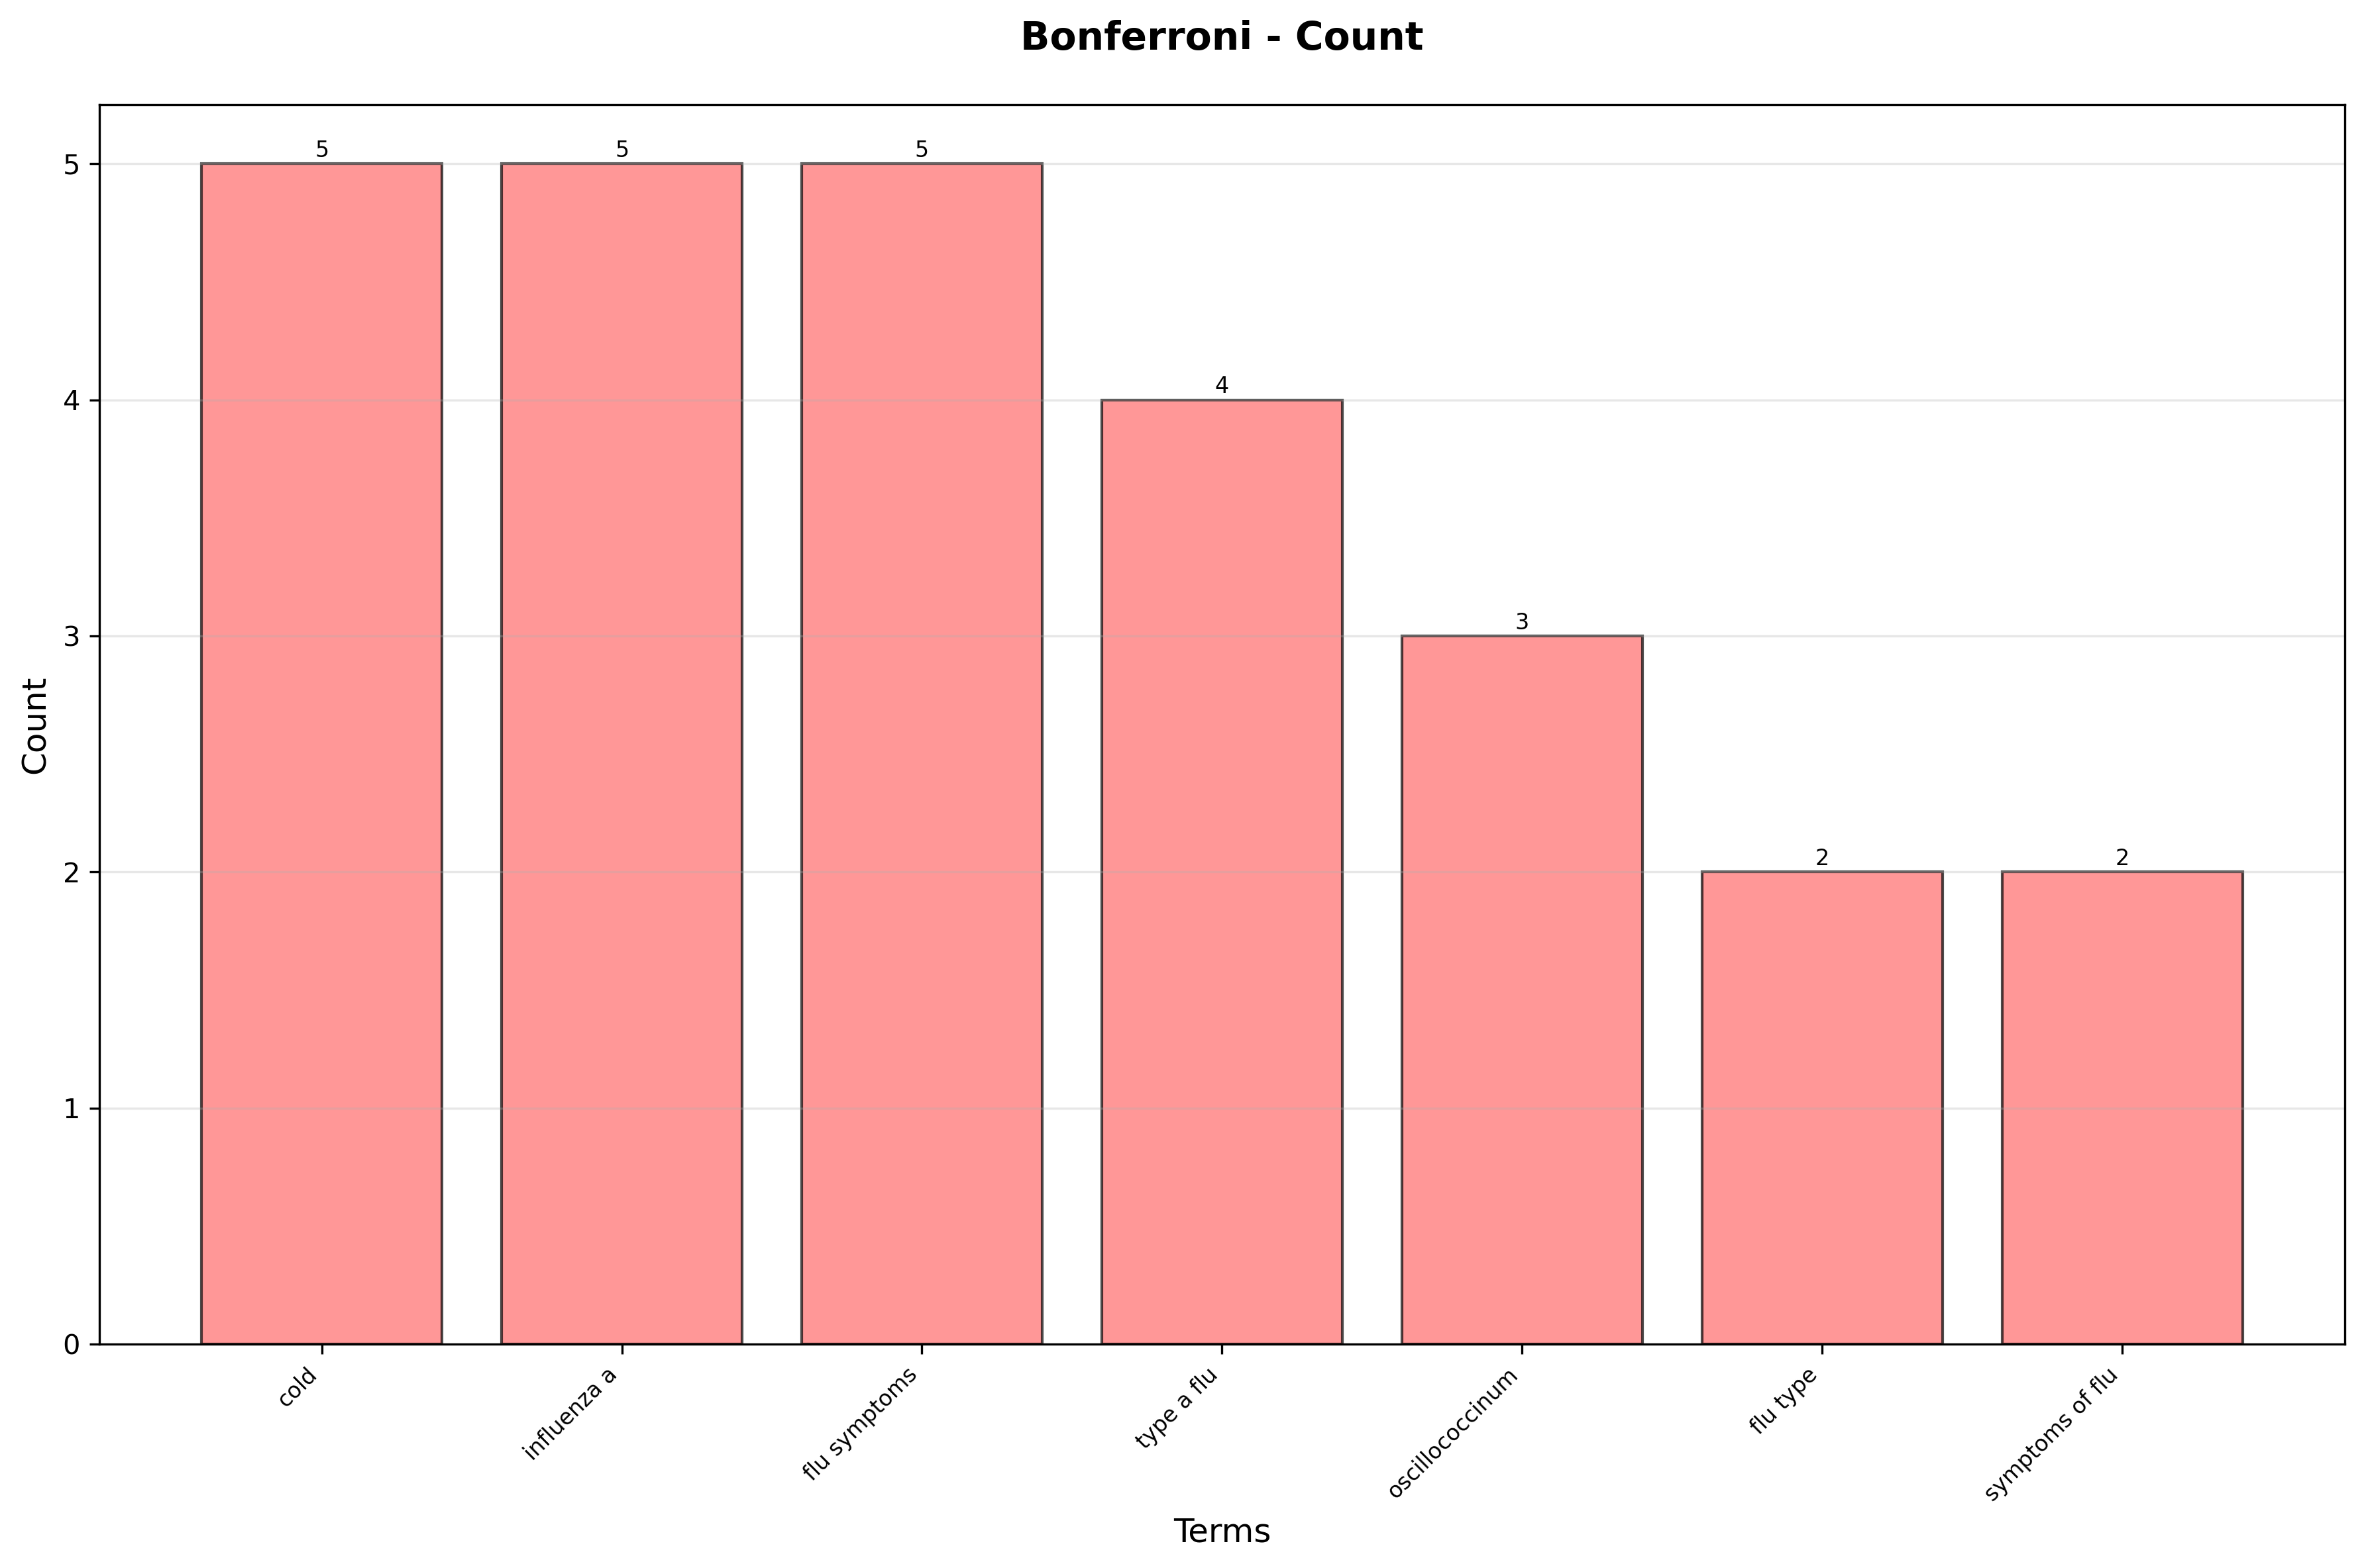 Bonferroni - Count
5
5
5
4
3
2
2
5
4
3
2
1
0
Count
cold
influenza a
flu symptoms
type a flu
oscillococcinum
flu type
symptoms of flu
Terms